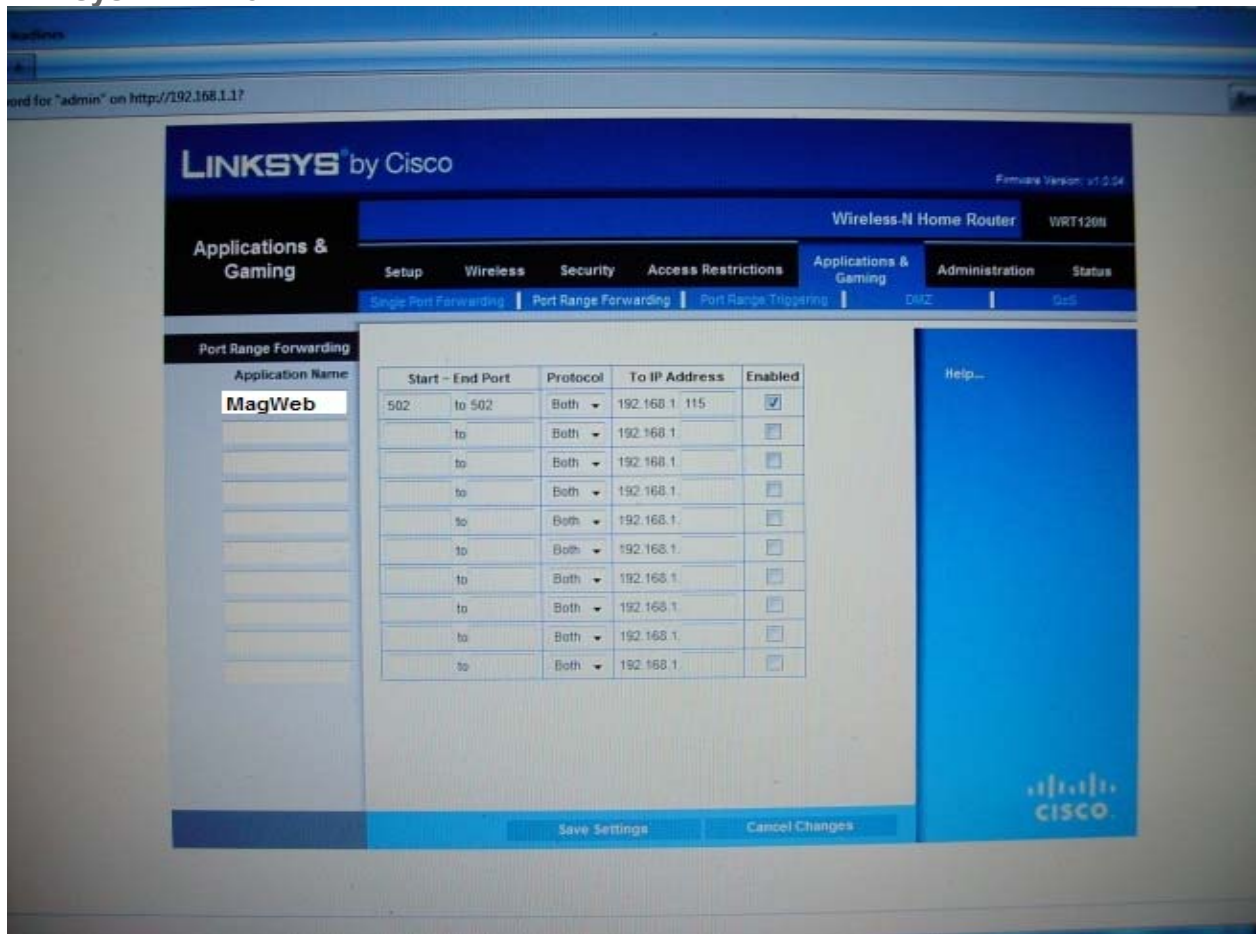 ord for "admin" on http://192.168.1.1?
LINKSYS® by Cisco
Firmware Version: v1.0.04
Wireless-N Home Router WRT120N
Applications & Gaming
Setup Wireless Security Access Restrictions Applications & Gaming Administration Status
Single Port Forwarding Port Range Forwarding Port Range Triggering DMZ QoS
Port Range Forwarding
Application Name
Start – End Port Protocol To IP Address Enabled
Help...
MagWeb 502 to 502 Both 192.168.1. 115
to Both 192.168.1.
to Both 192.168.1.
to Both 192.168.1.
to Both 192.168.1.
to Both 192.168.1.
to Both 192.168.1.
to Both 192.168.1.
to Both 192.168.1.
to Both 192.168.1.
Save Settings Cancel Changes
CISCO